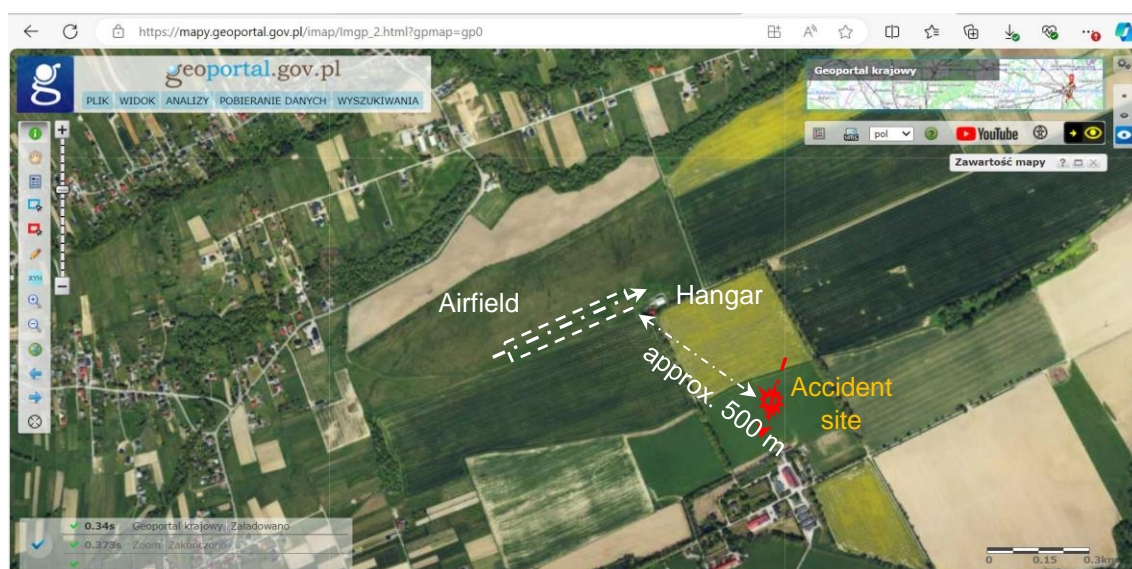 https://mapy.geoportal.gov.pl/imap/Imgp_2.html?gpmap=gp0
geoportal.gov.pl
PLIK WIDOK ANALIZY POBIERANIE DANYCH WYSZUKIWANIA
Geoportal krajowy
pol
YouTube
Zawartość mapy
XYH
Airfield
Hangar
approx. 500 m
Accident
site
0.34s Geoportal krajowy Załadowano
0.373s Zoom Zakończono
0 0.15 0.3km